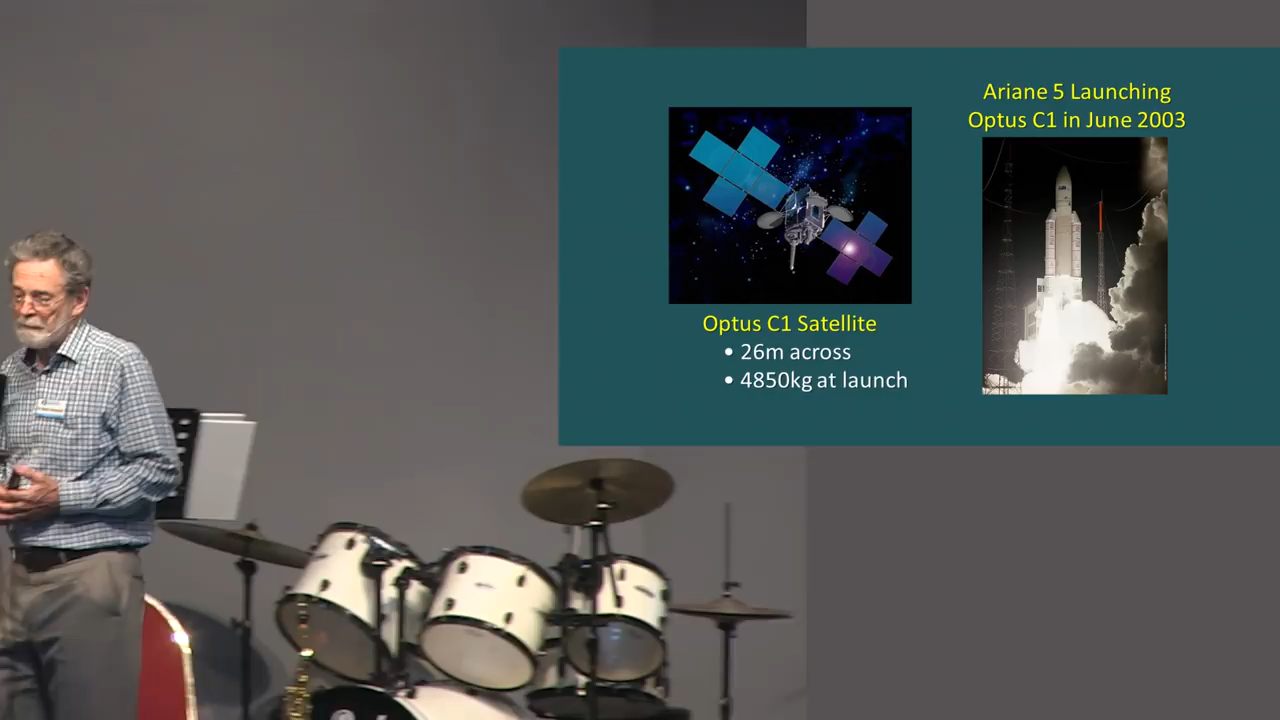 Ariane 5 Launching
Optus C1 in June 2003
Optus C1 Satellite
• 26m across
• 4850kg at launch